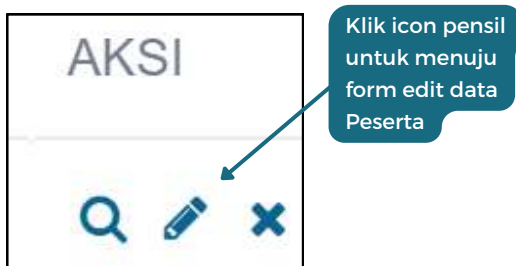 AKSI
Klik icon pensil
untuk menuju
form edit data
Peserta